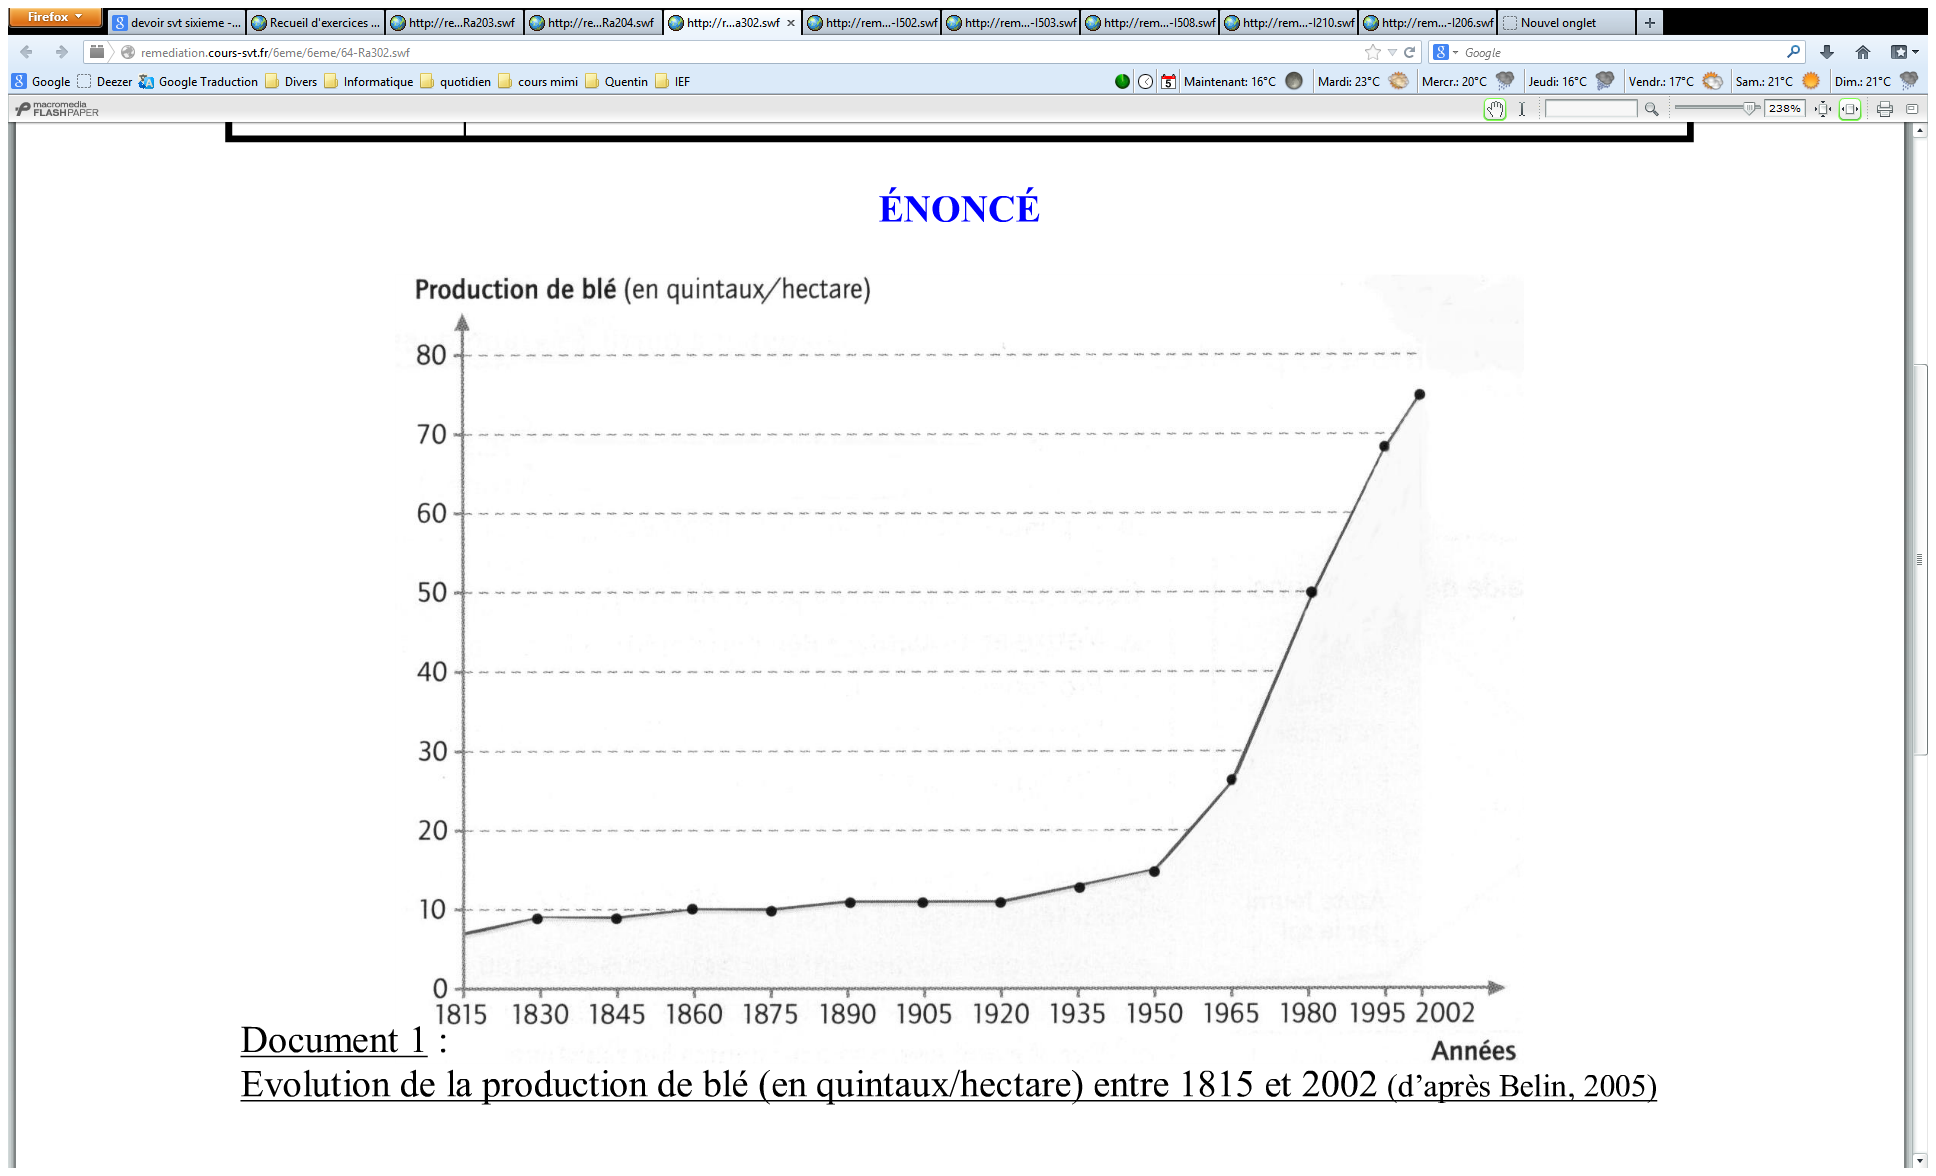 Firefox
devoir svt sixieme -... Recueil d'exercices ... http://re...Ra203.swf http://re...Ra204.swf http://r...a302.swf × http://rem...-I502.swf http://rem...-I503.swf http://rem...-I508.swf http://rem...-I210.swf http://rem...-I206.swf Nouvel onglet +
remediation.cours-svt.fr/6eme/6eme/64-Ra302.swf
8 Google
8 Google Deezer Google Traduction Divers Informatique quotidien cours mimi Quentin IEF 5 Maintenant: 16°C Mardi: 23°C Mercr.: 20°C Jeudi: 16°C Vendr.: 17°C Sam.: 21°C Dim.: 21°C
macromedia
FLASHPAPER
238%
ÉNONCÉ
Production de blé (en quintaux/hectare)
80
70
60
50
40
30
20
10
0
1815 1830 1845 1860 1875 1890 1905 1920 1935 1950 1965 1980 1995 2002
Années
Document 1 :
Evolution de la production de blé (en quintaux/hectare) entre 1815 et 2002 (d'après Belin, 2005)